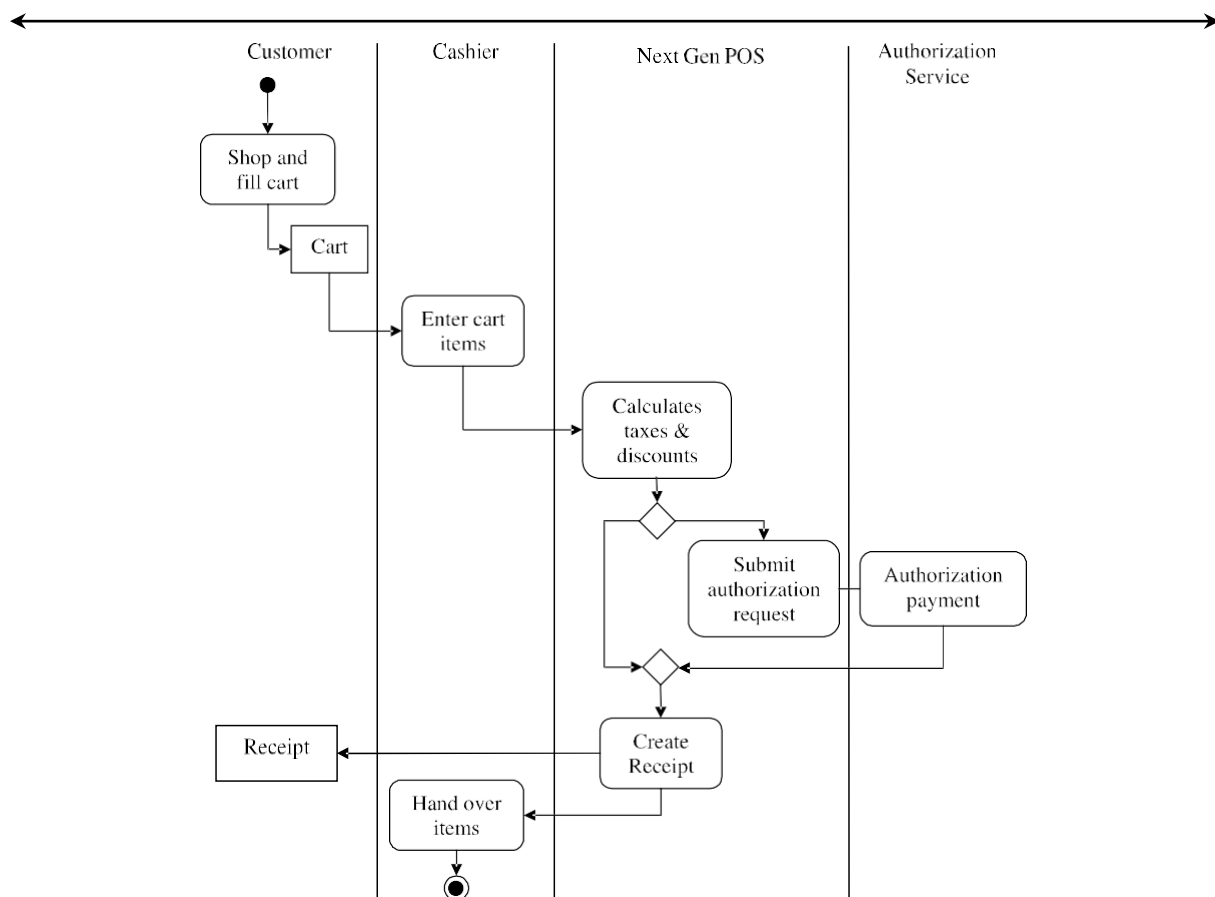 Customer
Cashier
Next Gen POS
Authorization
Service
Shop and
fill cart
Cart
Enter cart
items
Calculates
taxes &
discounts
Submit
authorization
request
Authorization
payment
Receipt
Create
Receipt
Hand over
items